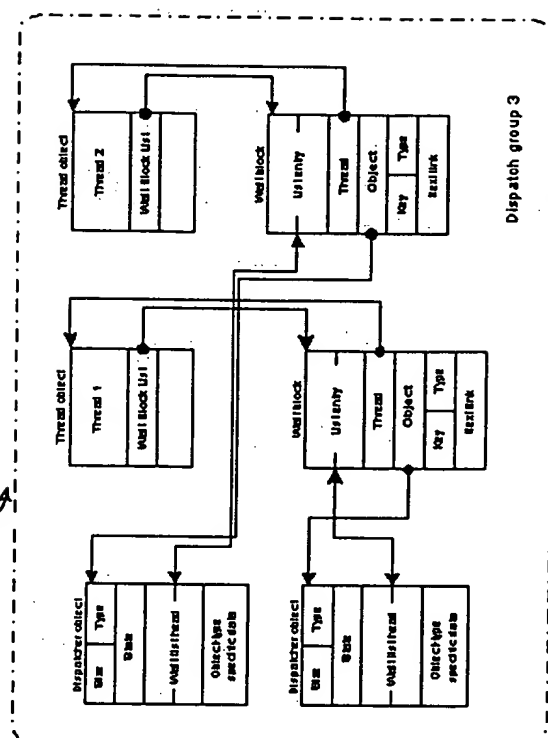 Dispatcher object
Size
Type
State
Wait list head
Object-type
specific data
Thread object
Thread 1
Wait Block List
Thread object
Thread 2
Wait Block List
Dispatcher object
Size
Type
State
Wait list head
Object-type
specific data
Wait block
List entry
Thread
Object
Key
Type
Next link
Wait block
List entry
Thread
Object
Key
Type
Next link
Dispatch group 3